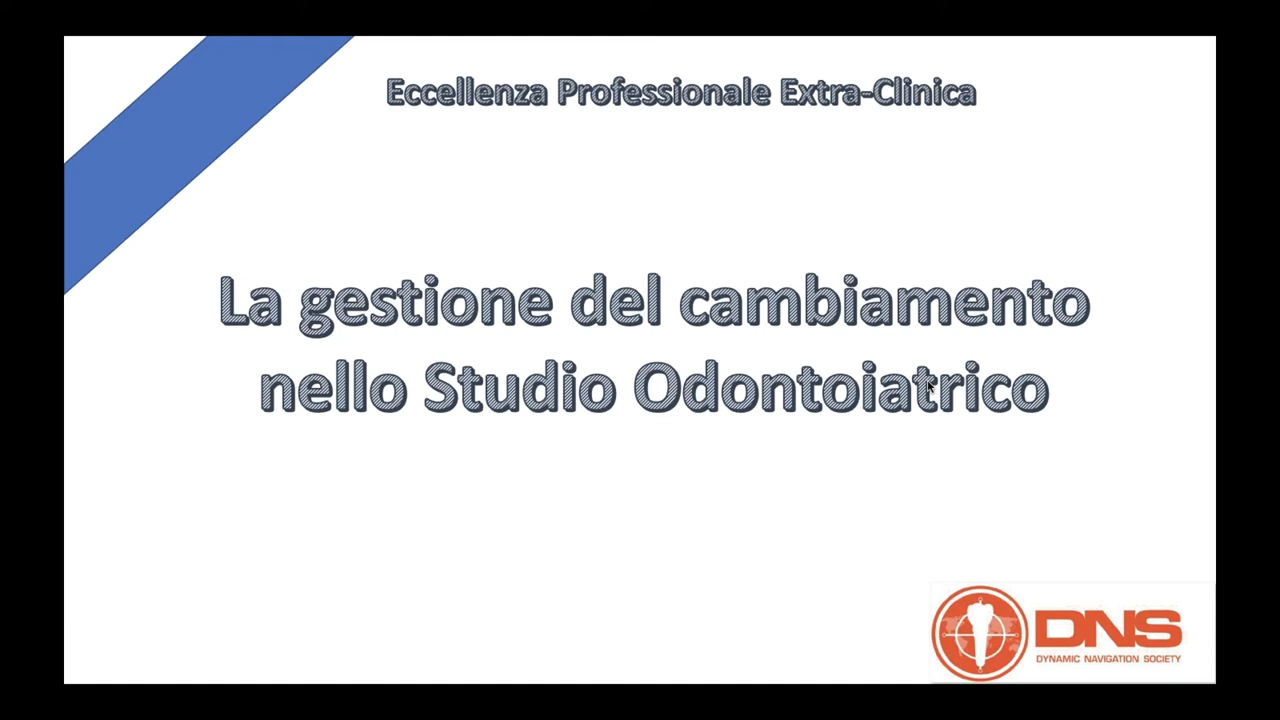 Eccellenza Professionale Extra-Clinica
La gestione del cambiamento
nello Studio Odontoiatrico
DNS
DYNAMIC NAVIGATION SOCIETY